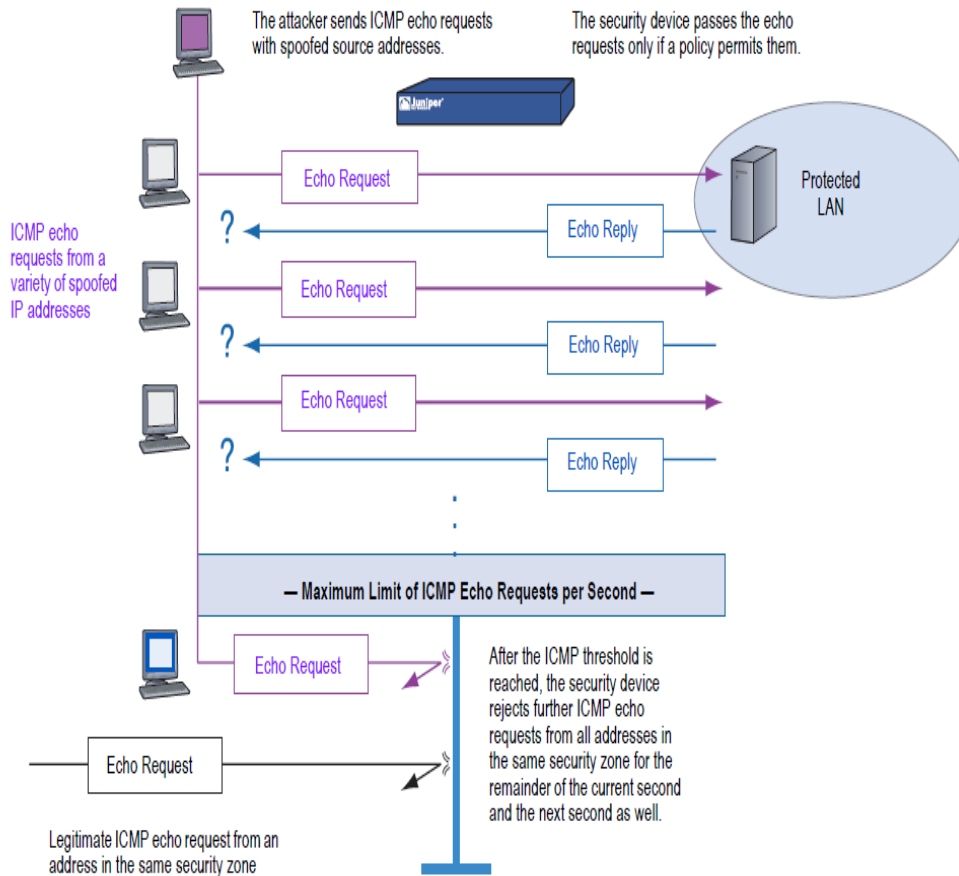 The attacker sends ICMP echo requests
with spoofed source addresses.
The security device passes the echo
requests only if a policy permits them.
Juniper
Echo Request
Protected
LAN
ICMP echo
requests from a
variety of spoofed
IP addresses
?
Echo Reply
Echo Request
?
Echo Reply
Echo Request
?
Echo Reply
— Maximum Limit of ICMP Echo Requests per Second —
Echo Request
After the ICMP threshold is
reached, the security device
rejects further ICMP echo
requests from all addresses in
the same security zone for the
remainder of the current second
and the next second as well.
Echo Request
Legitimate ICMP echo request from an
address in the same security zone